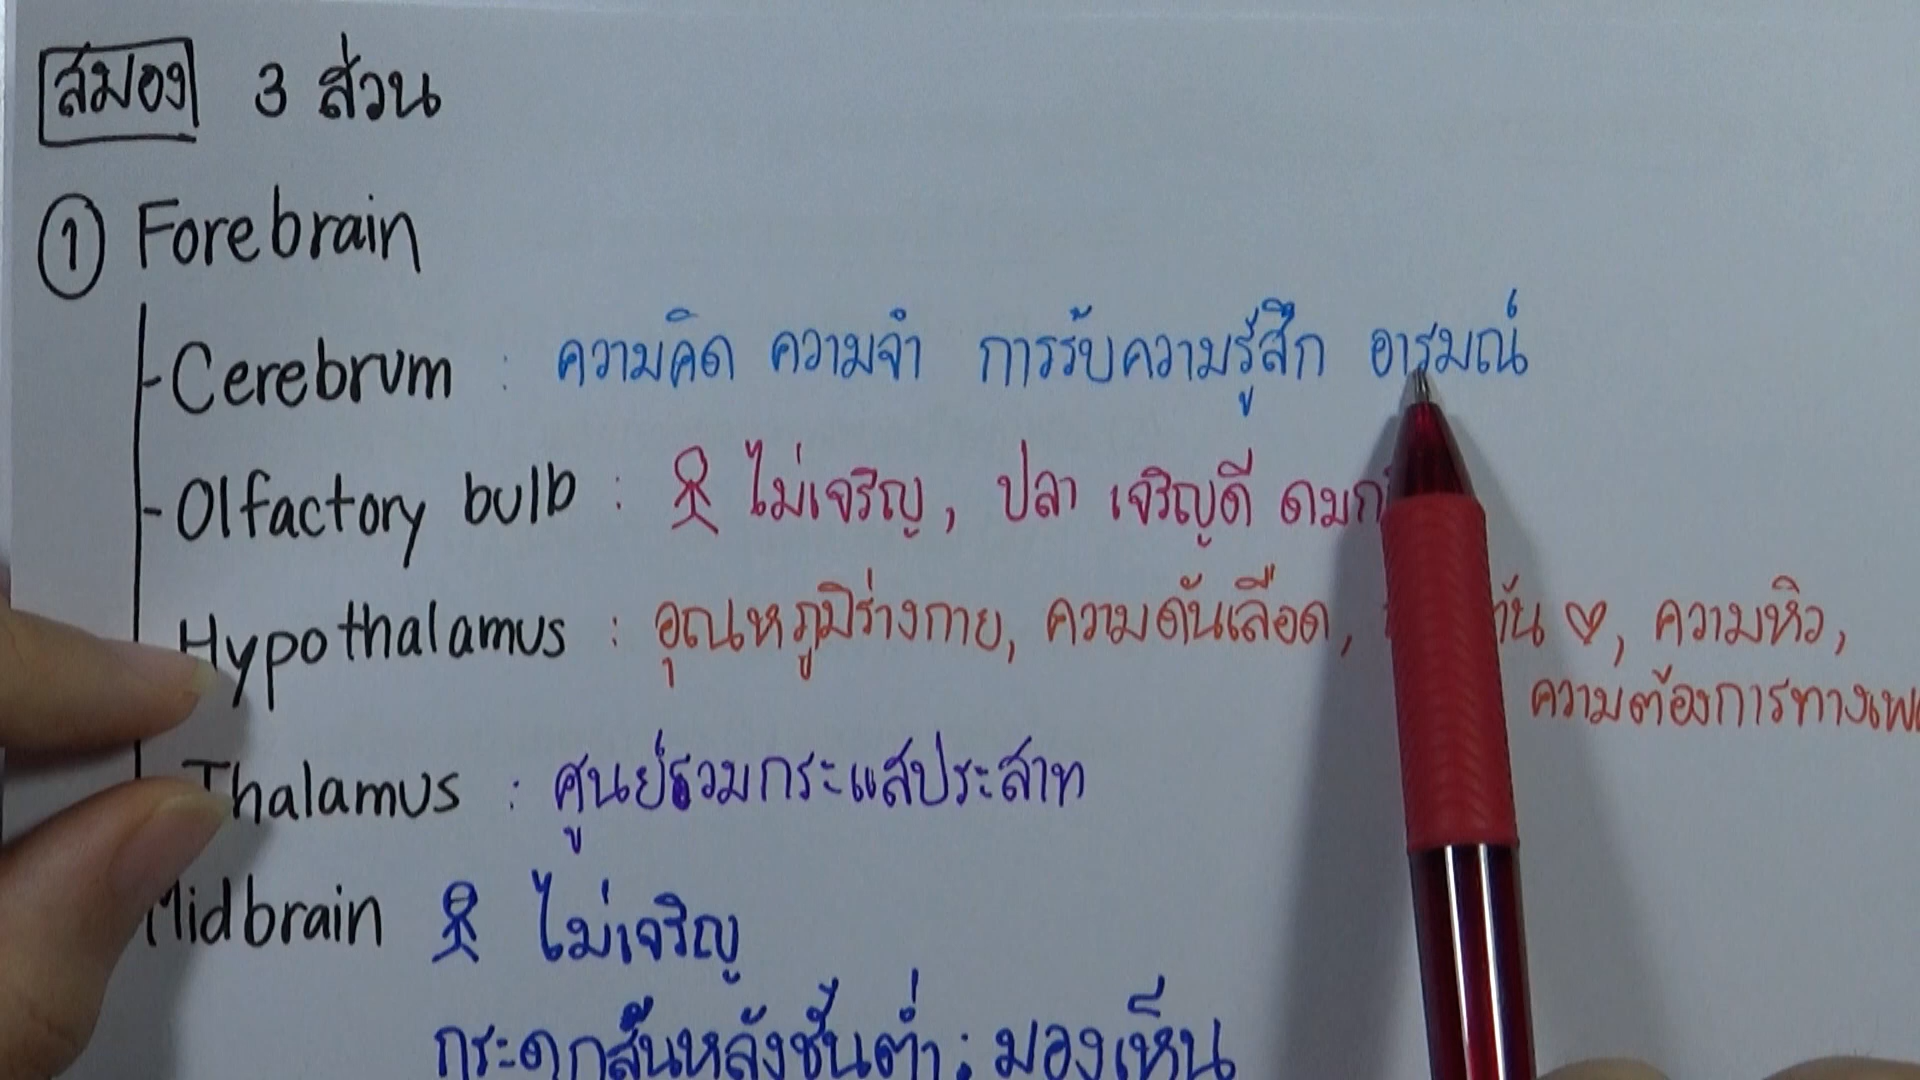 สมอง 3 ส่วน
① Forebrain
- Cerebrum : ความคิด ความจำ การรับความรู้สึก อารมณ์
- Olfactory bulb : ไม่เจริญ, ปลา เจริญดี
Hypothalamus : อุณหภูมิร่างกาย, ความดันเลือด, ♡, ความหิว,
ความต้องการทางเพ
Thalamus : ศูนย์รวมกระแสประสาท
Midbrain ไม่เจริญ
กระดูกสันหลังชั้นต่ำ : มองเห็น